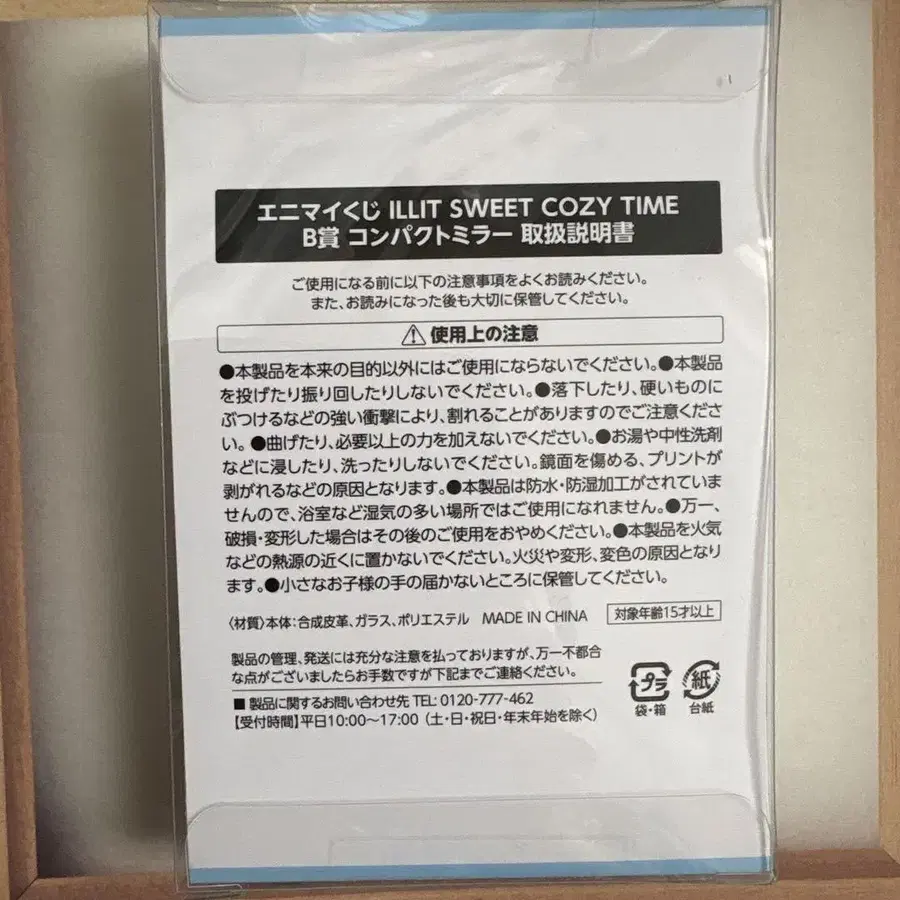 エニマイくじ ILLIT SWEET COZY TIME
B賞 コンパクトミラー 取扱説明書
ご使用になる前に以下の注意事項をよくお読みください。
また、お読みになった後も大切に保管してください。
使用上の注意
●本製品を本来の目的以外にはご使用にならないでください。●本製品
を投げたり振り回したりしないでください。●落下したり、硬いものに
ぶつけるなどの強い衝撃により、割れることがありますのでご注意くださ
い。●曲げたり、必要以上の力を加えないでください。●お湯や中性洗剤
などに浸したり、洗ったりしないでください。鏡面を傷める、プリントが
剥がれるなどの原因となります。●本製品は防水・防湿加工がされていま
せんので、浴室など湿気の多い場所ではご使用になれません。●万一、
破損・変形した場合はその後のご使用をおやめください。●本製品を火気
などの熱源の近くに置かないでください。火災や変形、変色の原因となり
ます。●小さなお子様の手の届かないところに保管してください。
〈材質〉本体：合成皮革、ガラス、ポリエステル MADE IN CHINA 対象年齢15才以上
製品の管理、発送には充分な注意を払っておりますが、万一不都合
な点がございましたらお手数ですが下記までご連絡ください。
■ 製品に関するお問い合わせ先 TEL: 0120-777-462
【受付時間】平日10:00〜17:00（土・日・祝日・年末年始を除く）
プラ 紙
袋・箱 台紙